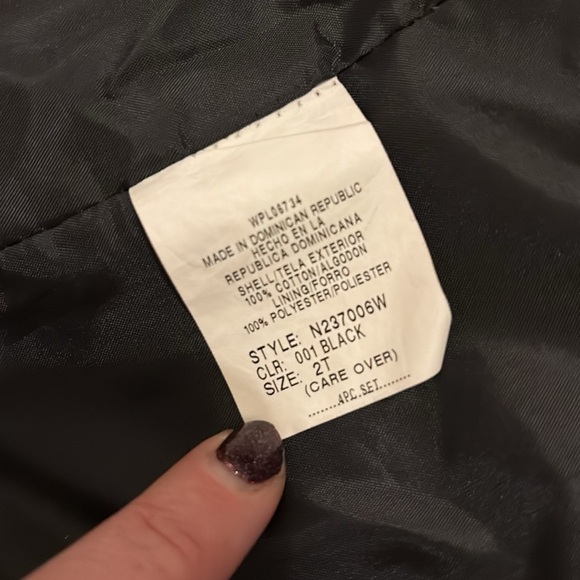 WPL08734
MADE IN DOMINICAN REPUBLIC
HECHO EN LA
REPUBLICA DOMINICANA
SHELL/TELA EXTERIOR
100% COTTON/ALGODON
LINING/FORRO
100% POLYESTER/POLIESTER
STYLE: N237006W
CLR: 001 BLACK
SIZE: 2T
(CARE OVER)
........4PC.SET........